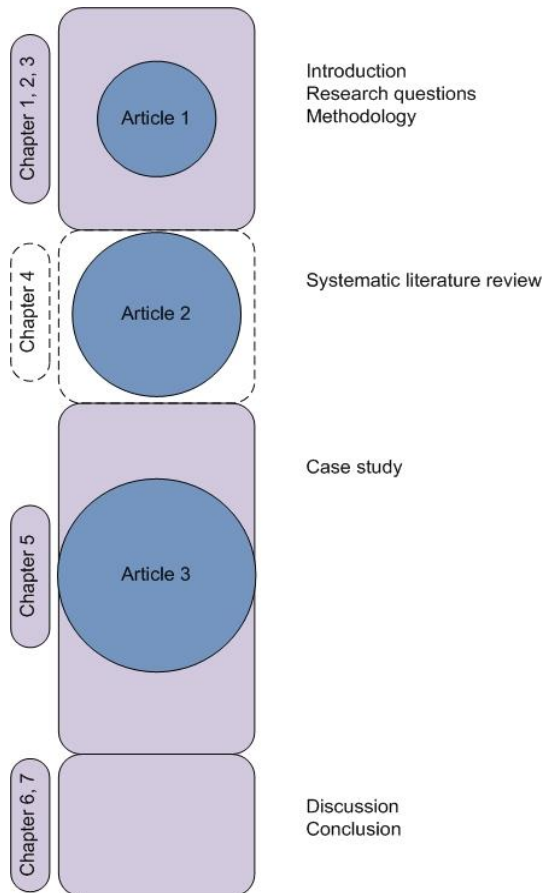 Chapter 1, 2, 3
Article 1
Introduction
Research questions
Methodology
Chapter 4
Article 2
Systematic literature review
Chapter 5
Article 3
Case study
Chapter 6, 7
Discussion
Conclusion